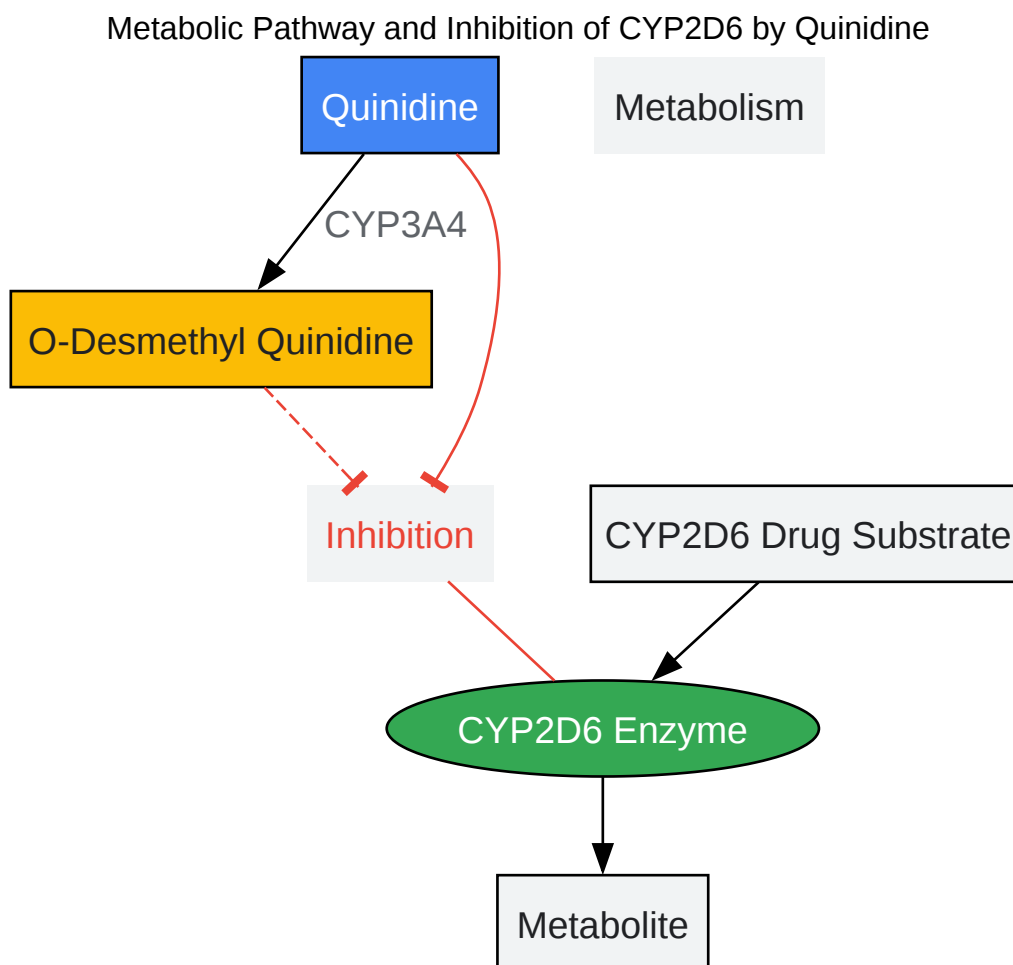 Metabolic Pathway and Inhibition of CYP2D6 by Quinidine
Quinidine
Metabolism
CYP3A4
O-Desmethyl Quinidine
Inhibition
CYP2D6 Drug Substrate
CYP2D6 Enzyme
Metabolite